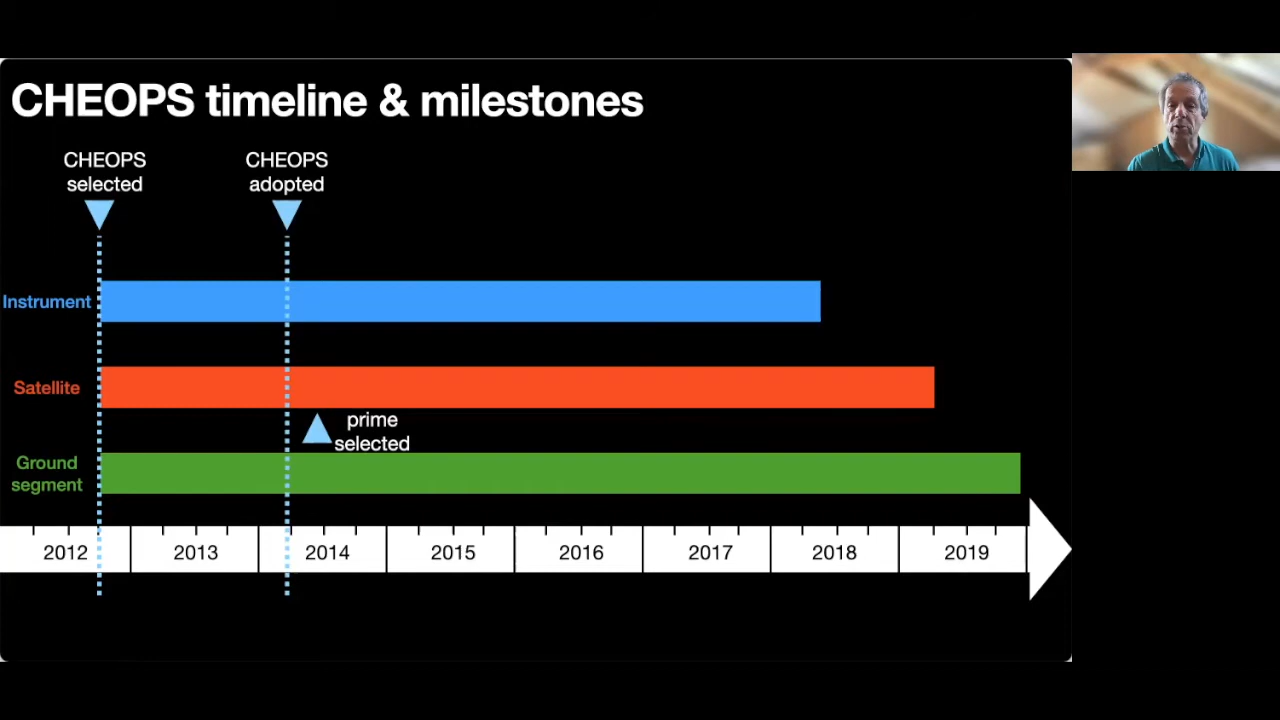 CHEOPS timeline & milestones
CHEOPS
selected
CHEOPS
adopted
Instrument
Satellite
prime
selected
Ground
segment
2012
2013
2014
2015
2016
2017
2018
2019